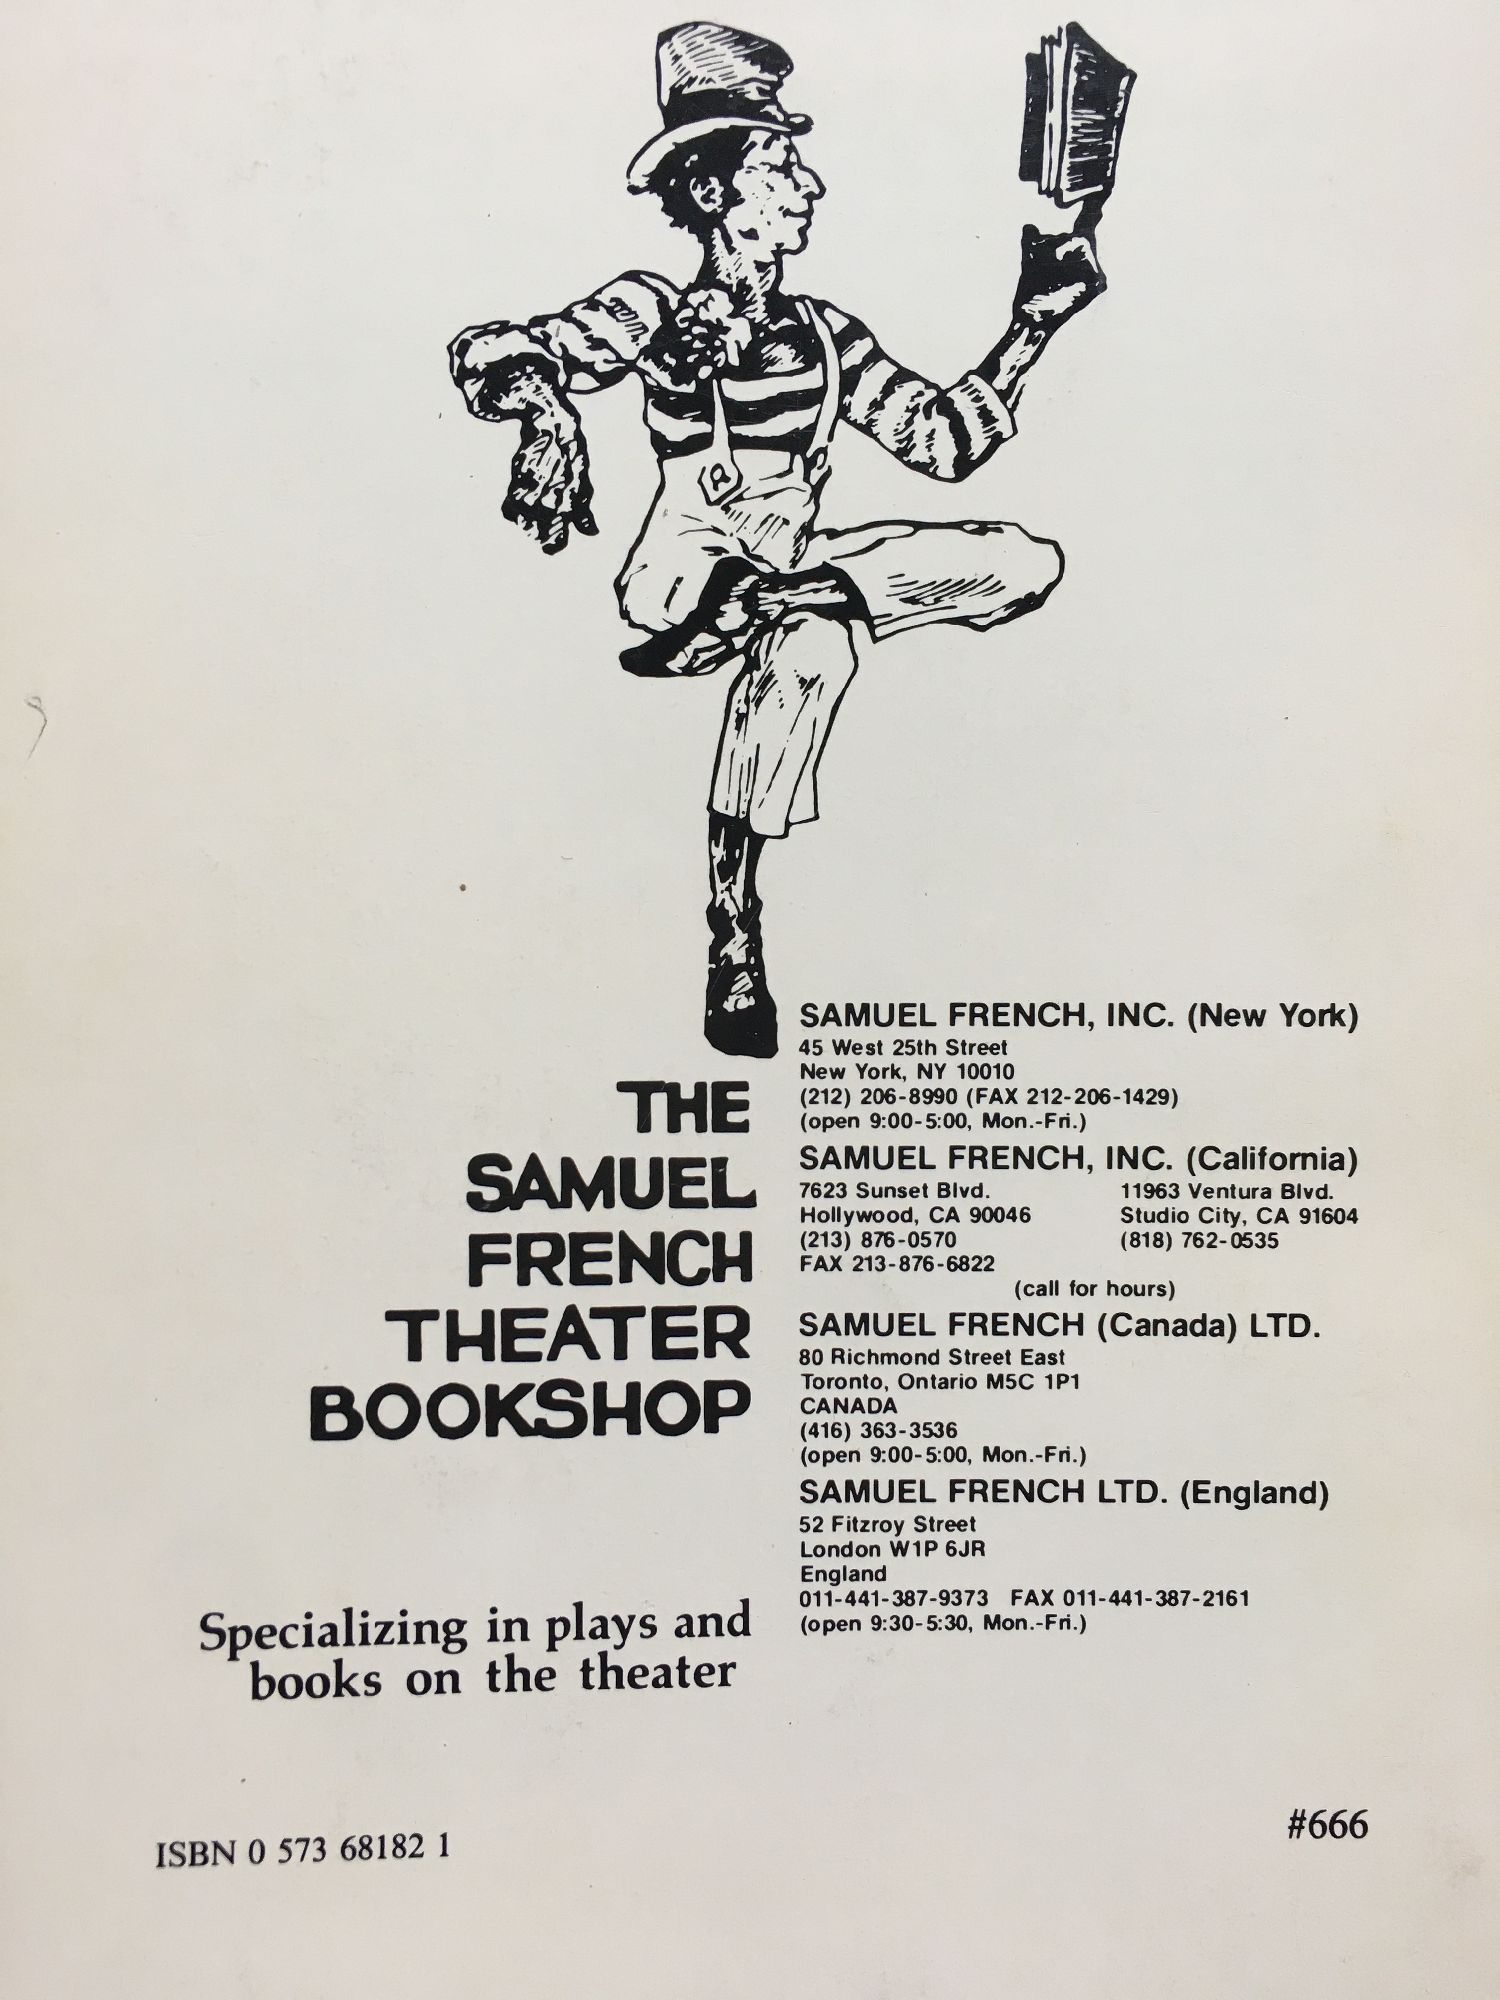 THE
SAMUEL
FRENCH
THEATER
BOOKSHOP
Specializing in plays and
books on the theater
SAMUEL FRENCH, INC. (New York)
45 West 25th Street
New York, NY 10010
(212) 206-8990 (FAX 212-206-1429)
(open 9:00-5:00, Mon.-Fri.)
SAMUEL FRENCH, INC. (California)
7623 Sunset Blvd.
Hollywood, CA 90046
(213) 876-0570
FAX 213-876-6822
11963 Ventura Blvd.
Studio City, CA 91604
(818) 762-0535
(call for hours)
SAMUEL FRENCH (Canada) LTD.
80 Richmond Street East
Toronto, Ontario M5C 1P1
CANADA
(416) 363-3536
(open 9:00-5:00, Mon.-Fri.)
SAMUEL FRENCH LTD. (England)
52 Fitzroy Street
London W1P 6JR
England
011-441-387-9373 FAX 011-441-387-2161
(open 9:30-5:30, Mon.-Fri.)
ISBN 0 573 68182 1
#666